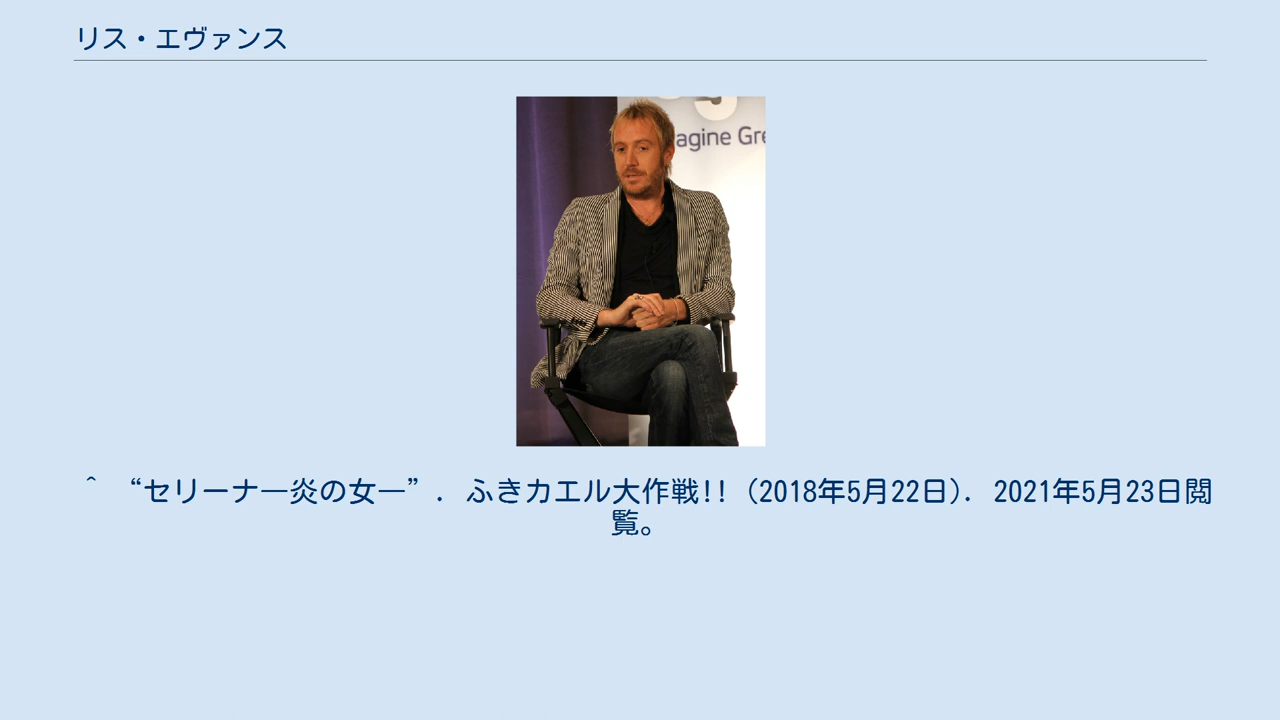 リス・エヴァンス
agine Gre
^ “セリーナ―炎の女―”. ふきカエル大作戦!! (2018年5月22日). 2021年5月23日閲
覧。